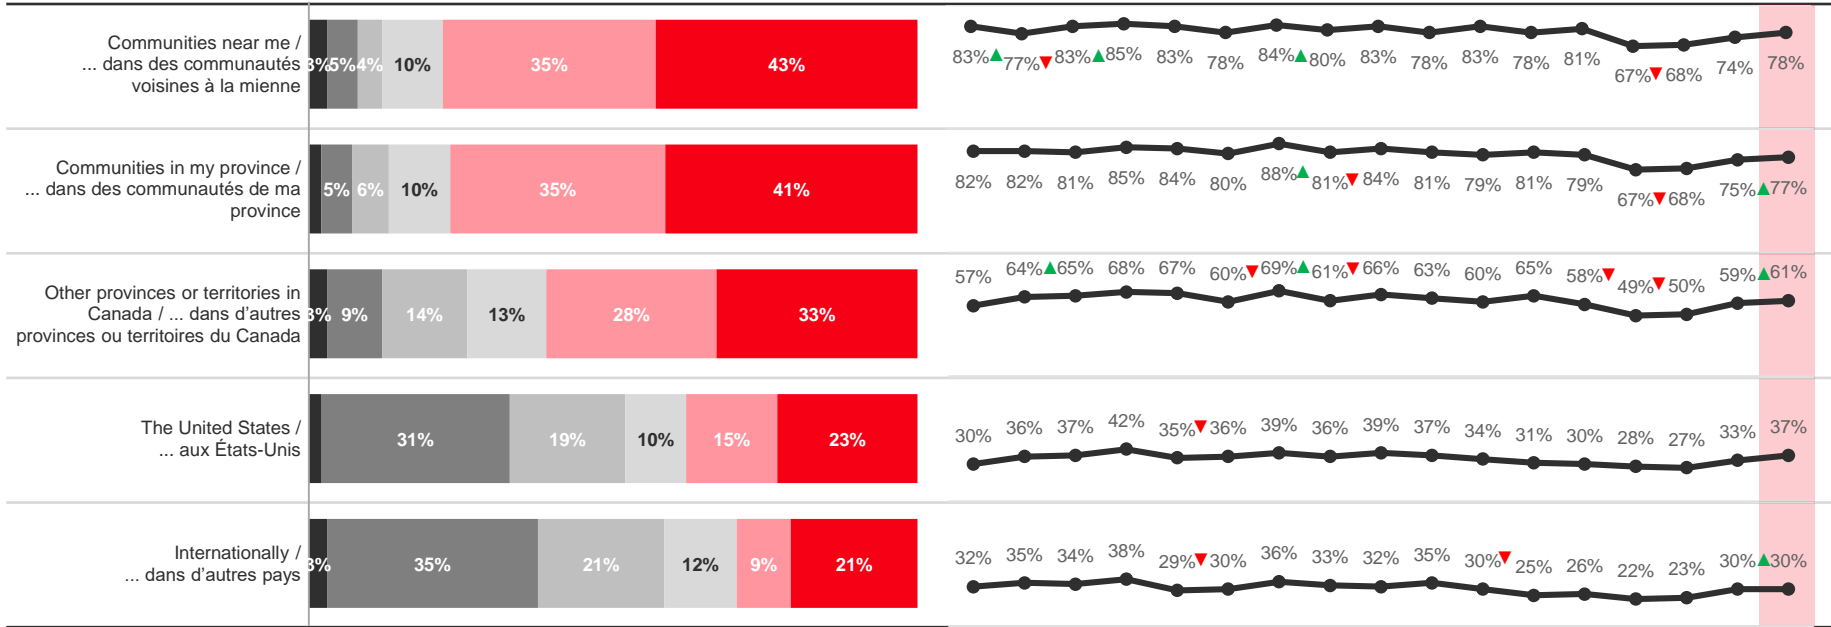 Communities near me /
... dans des communautés
voisines à la mienne
3% 5% 4% 10% 35% 43%
83%▲77%▼83%▲85% 83% 78% 84%▲80% 83% 78% 83% 78% 81% 67%▼68% 74% 78%
Communities in my province /
... dans des communautés de ma
province
5% 6% 10% 35% 41%
82% 82% 81% 85% 84% 80% 88%▲81%▼84% 81% 79% 81% 79% 67%▼68% 75%▲77%
Other provinces or territories in
Canada / ... dans d'autres
provinces ou territoires du Canada
3% 9% 14% 13% 28% 33%
57% 64%▲65% 68% 67% 60%▼69%▲61%▼66% 63% 60% 65% 58%▼49%▼50% 59%▲61%
The United States /
... aux États-Unis
31% 19% 10% 15% 23%
30% 36% 37% 42% 35%▼36% 39% 36% 39% 37% 34% 31% 30% 28% 27% 33% 37%
Internationally /
... dans d'autres pays
3% 35% 21% 12% 9% 21%
32% 35% 34% 38% 29%▼30% 36% 33% 32% 35% 30%▼25% 26% 22% 23% 30%▲30%